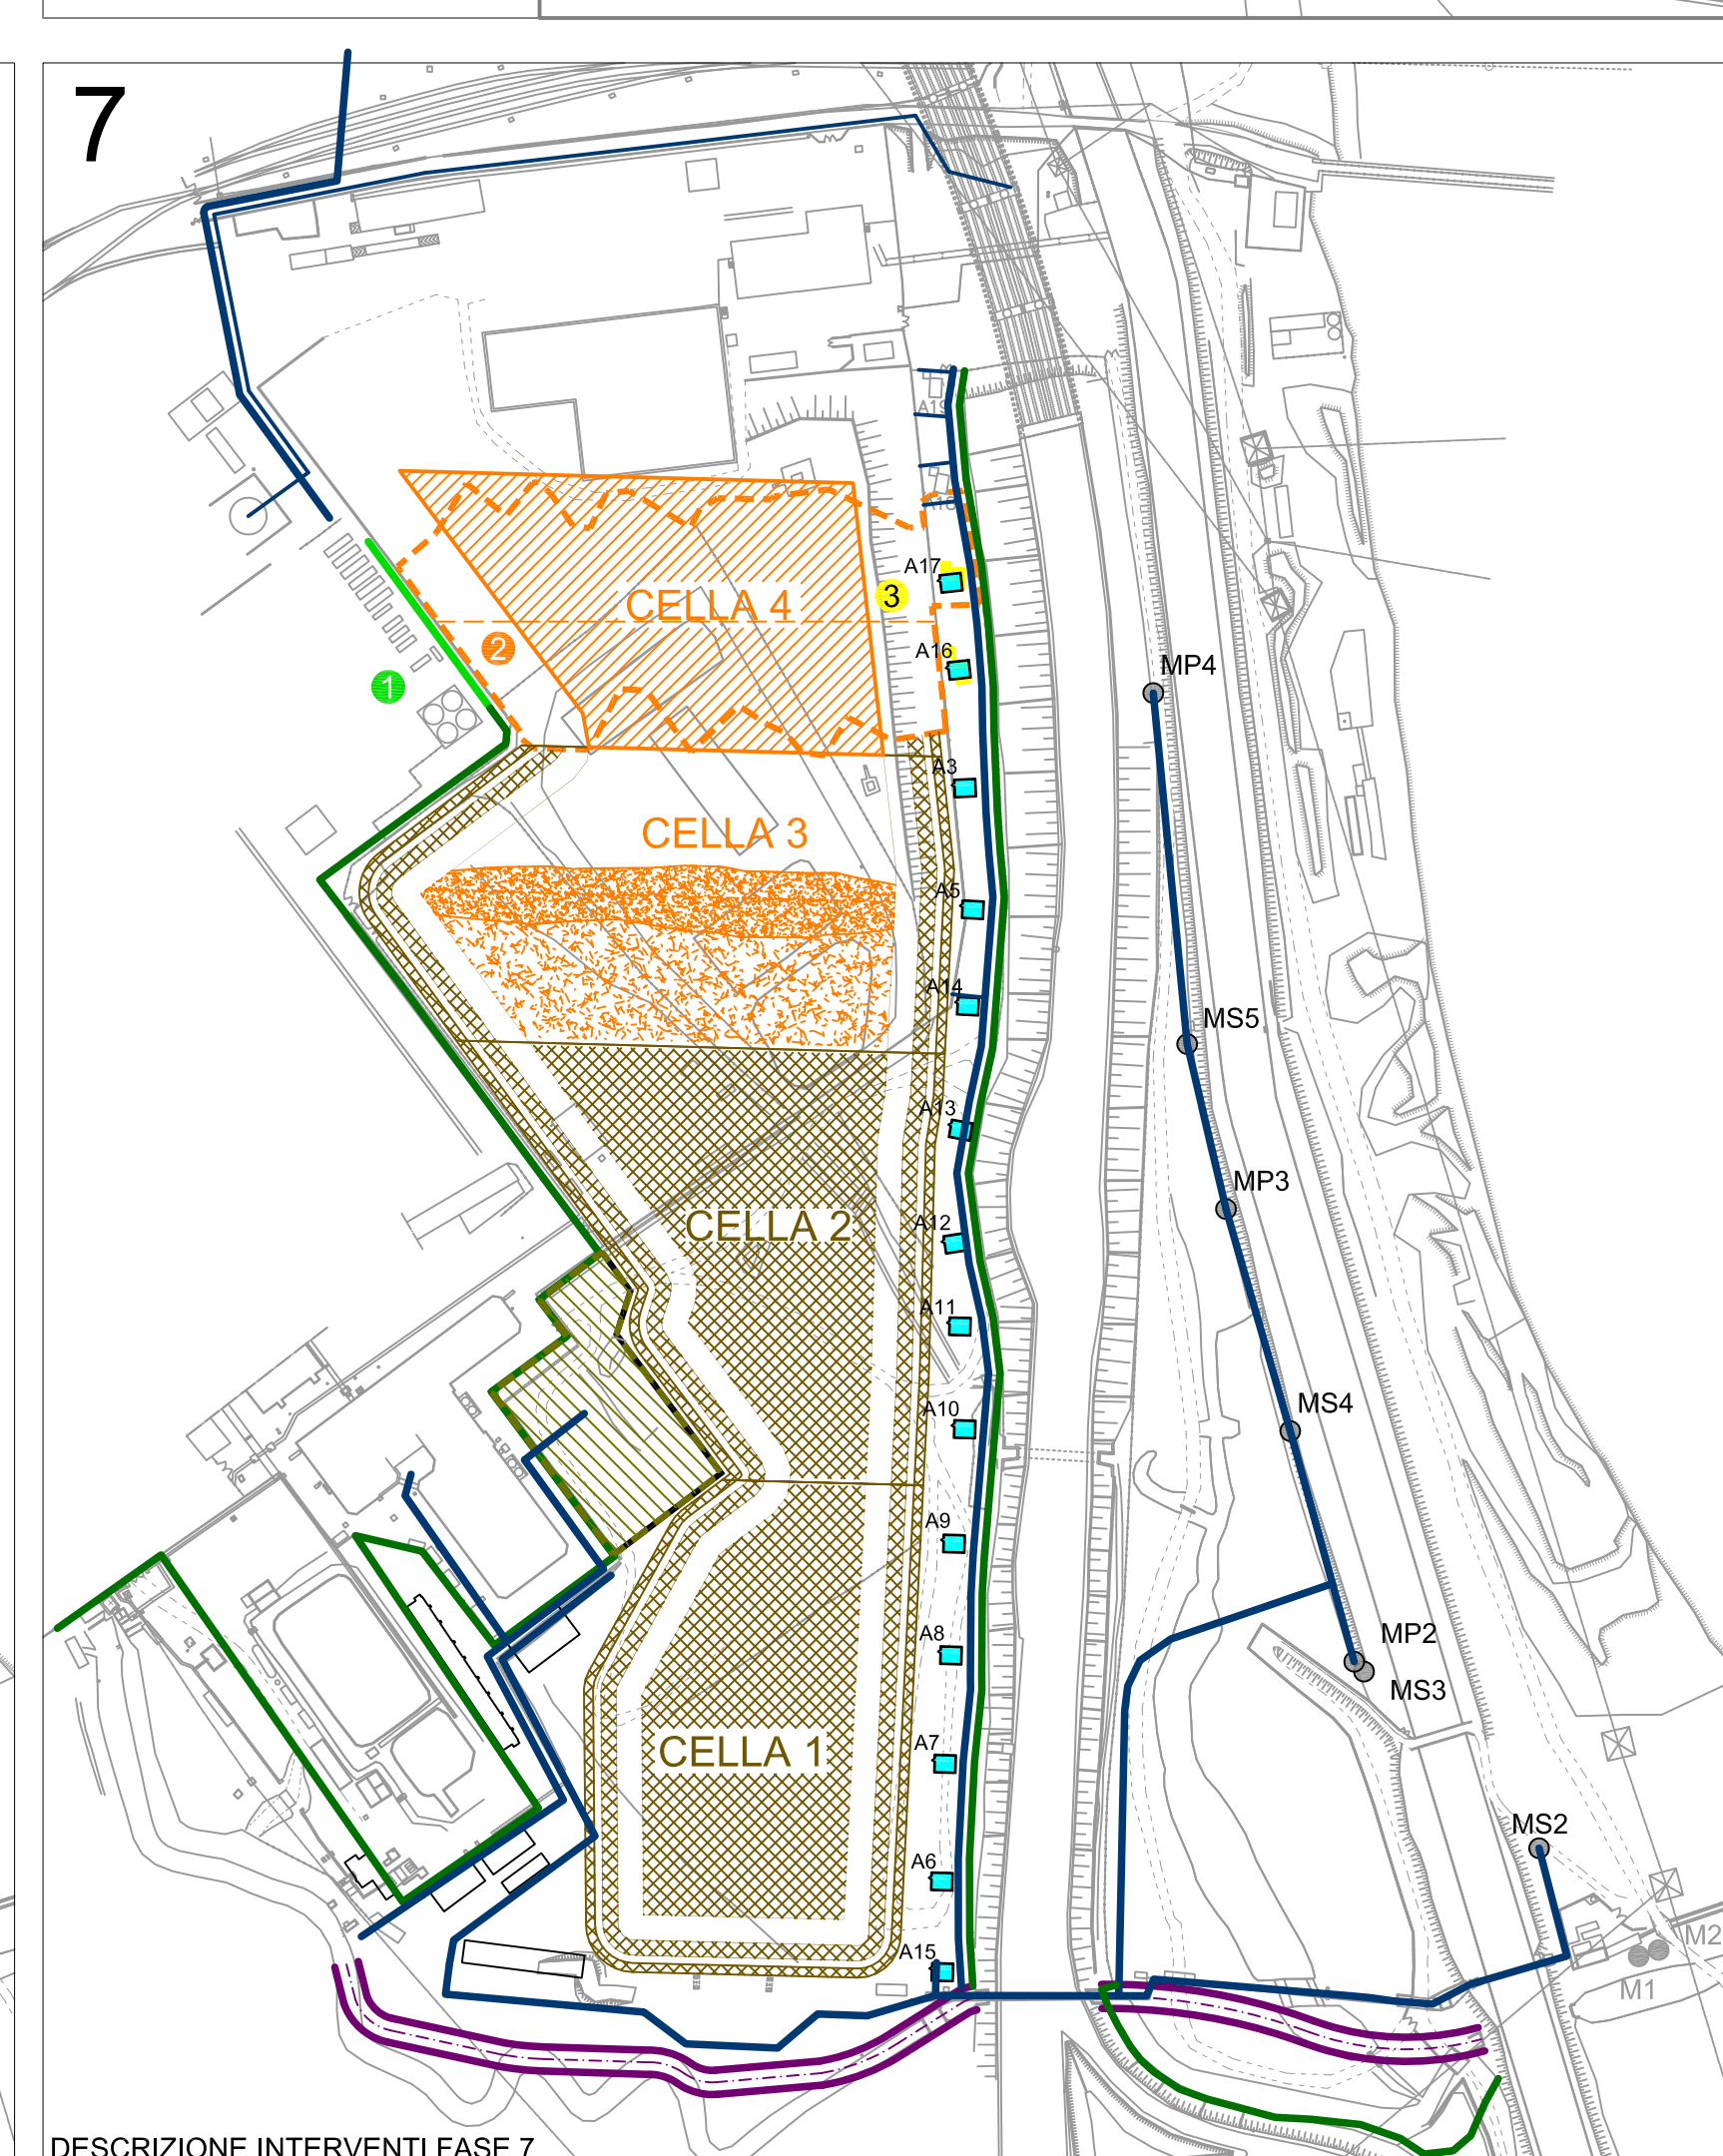 7
A19
A18
A17
3
CELLA 4
2
A16
1
MP4
A3
CELLA 3
A5
A14
MS5
A13
MP3
A12
CELLA 2
A11
MS4
A10
A9
A8
MP2
MS3
A7
CELLA 1
MS2
A6
A15
M2
M1
DESCRIZIONE INTERVENTI FASE 7